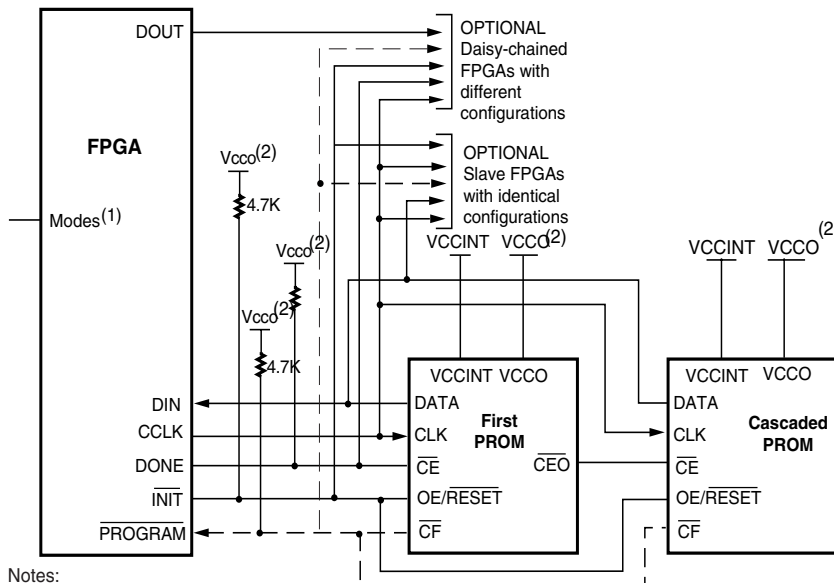 DOUT
OPTIONAL
Daisy-chained
FPGAs with
different
configurations
FPGA
Vcco(2)
4.7K
OPTIONAL
Slave FPGAs
with identical
configurations
Modes(1)
Vcco(2)
VCCINT VCCO(2)
VCCINT VCCO(2
Vcco(2)
4.7K
VCCINT VCCO
VCCINT VCCO
DIN
DATA
First
PROM
DATA
Cascaded
PROM
CCLK
CLK
CLK
DONE
CE
CEO
CE
INIT
OE/RESET
OE/RESET
PROGRAM
CF
CF
Notes: